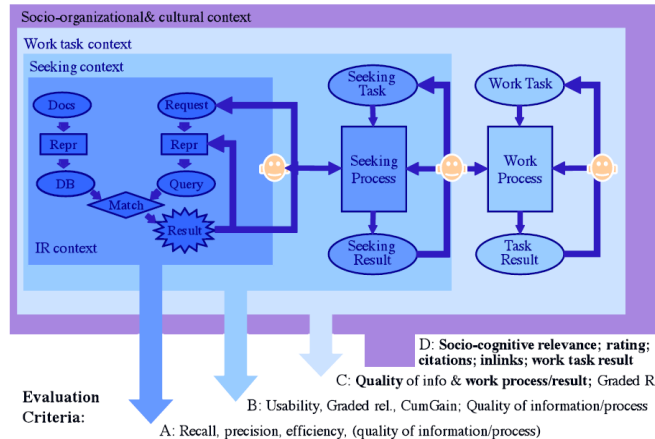 Socio-organizational& cultural context
Work task context
Seeking context
Docs
Repr
DB
Request
Repr
Query
Match
Result
IR context
Seeking
Task
Seeking
Process
Seeking
Result
Work Task
Work
Process
Task
Result
D: Socio-cognitive relevance; rating;
citations; inlinks; work task result
C: Quality of info & work process/result; Graded R
B: Usability, Graded rel., CumGain; Quality of information/process
Evaluation
Criteria:
A: Recall, precision, efficiency, (quality of information/process)